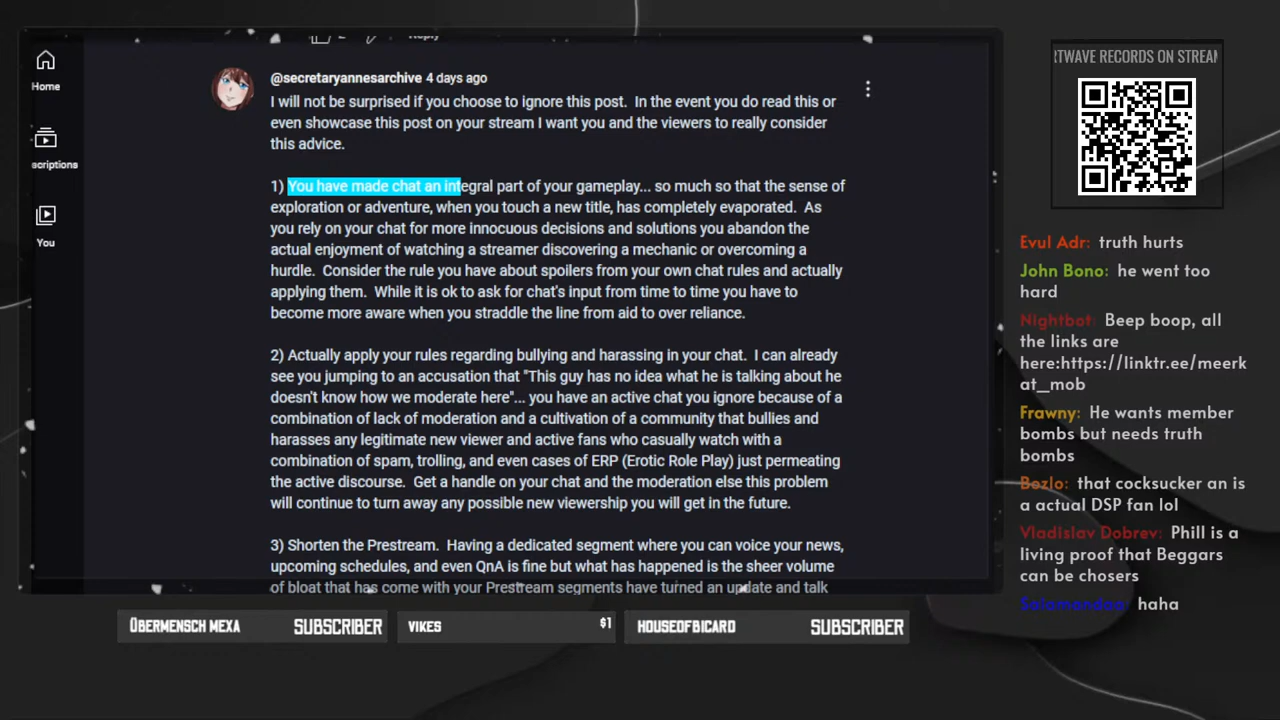 Reply
Home
scriptions
You
@secretaryannesarchive 4 days ago
I will not be surprised if you choose to ignore this post.  In the event you do read this or
even showcase this post on your stream I want you and the viewers to really consider
this advice.
1) You have made chat an integral part of your gameplay... so much so that the sense of
exploration or adventure, when you touch a new title, has completely evaporated.  As
you rely on your chat for more innocuous decisions and solutions you abandon the
actual enjoyment of watching a streamer discovering a mechanic or overcoming a
hurdle.  Consider the rule you have about spoilers from your own chat rules and actually
applying them.  While it is ok to ask for chat's input from time to time you have to
become more aware when you straddle the line from aid to over reliance.
2) Actually apply your rules regarding bullying and harassing in your chat.  I can already
see you jumping to an accusation that "This guy has no idea what he is talking about he
doesn't know how we moderate here"... you have an active chat you ignore because of a
combination of lack of moderation and a cultivation of a community that bullies and
harasses any legitimate new viewer and active fans who casually watch with a
combination of spam, trolling, and even cases of ERP (Erotic Role Play) just permeating
the active discourse.  Get a handle on your chat and the moderation else this problem
will continue to turn away any possible new viewership you will get in the future.
3) Shorten the Prestream.  Having a dedicated segment where you can voice your news,
upcoming schedules, and even QnA is fine but what has happened is the sheer volume
of bloat that has come with your Prestream segments have turned an update and talk
RTWAVE RECORDS ON STREAM
Evul Adr: truth hurts
John Bono: he went too
hard
Nightbot: Beep boop, all
the links are
here:https://linktr.ee/meerk
at_mob
Frawny: He wants member
bombs but needs truth
bombs
Bozlo: that cocksucker an is
a actual DSP fan lol
Vladislav Dobrev: Phill is a
living proof that Beggars
can be chosers
haha
ÜBERMENSCH MEXA SUBSCRIBER
VIKES $1
HOUSEOFBICARD SUBSCRIBER